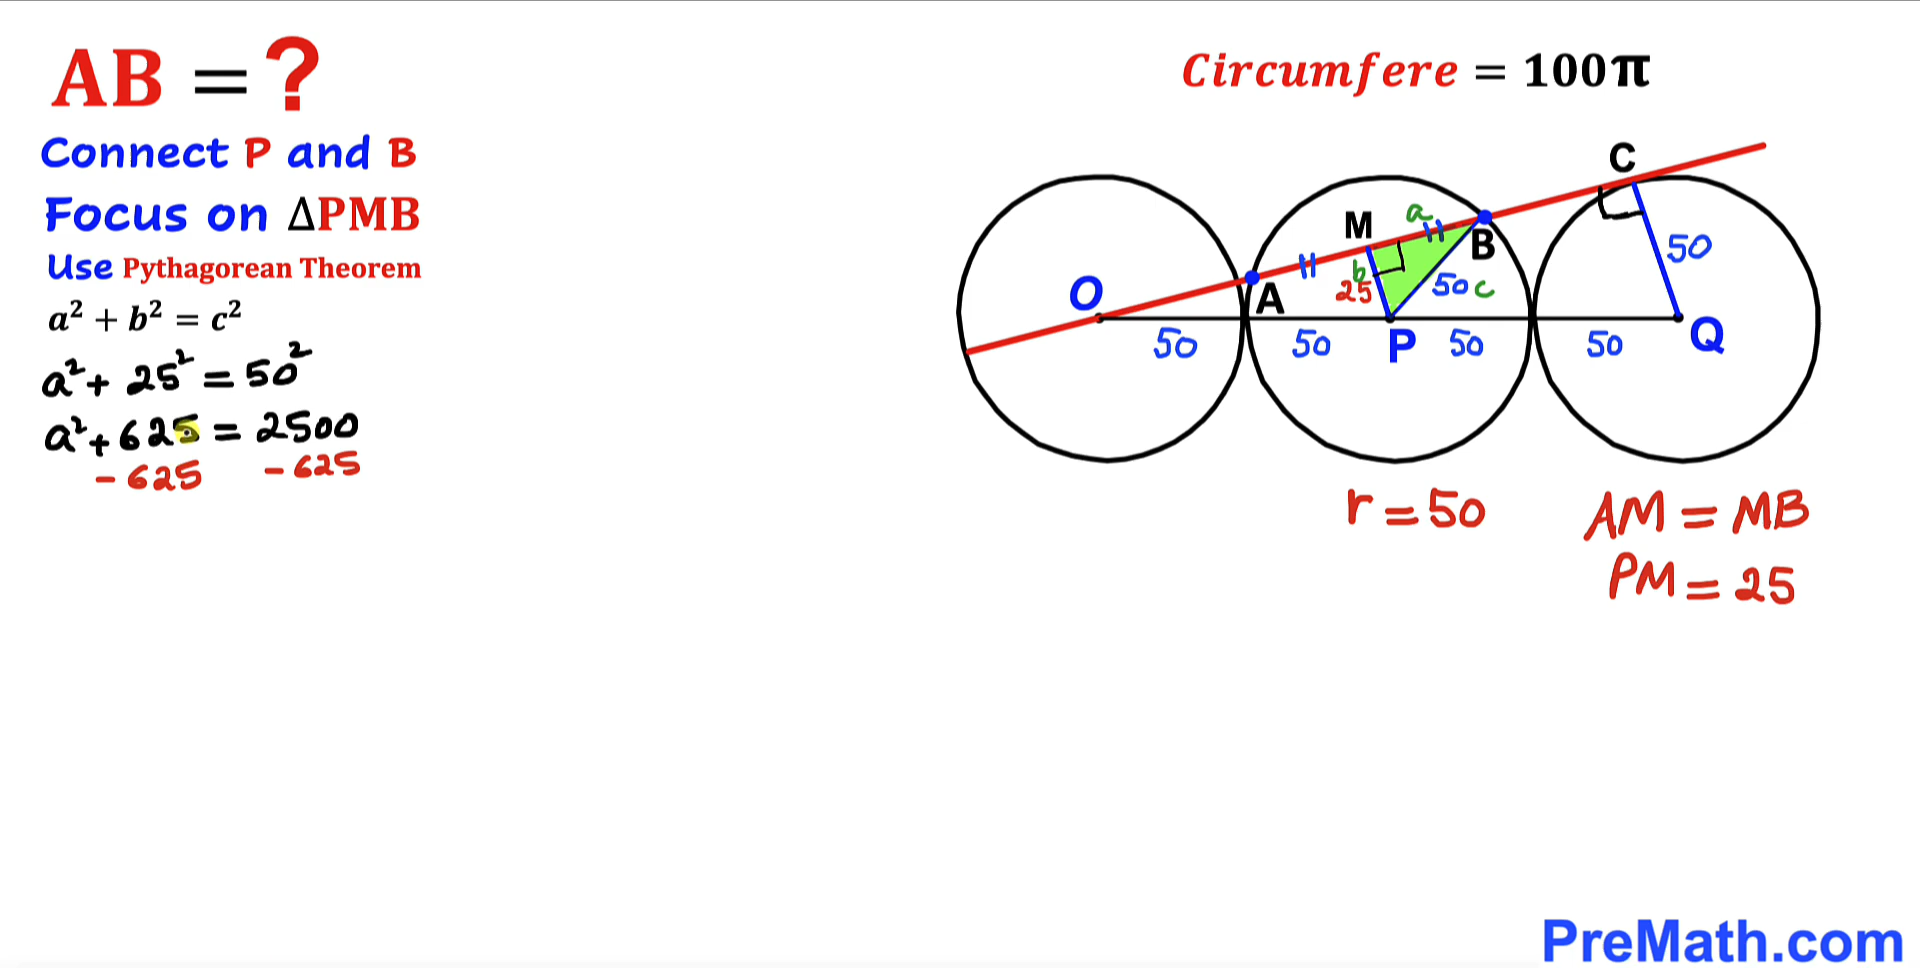 AB = ?
Connect P and B
Focus on ΔPMB
Use Pythagorean Theorem
a² + b² = c²
a² + 25² = 50²
a² + 625 = 2500
- 625 - 625
Circumfere = 100π
C
M
a
B
50
b
25
50 c
O
A
50
50
P
50
50
Q
r = 50
AM = MB
PM = 25
PreMath.com